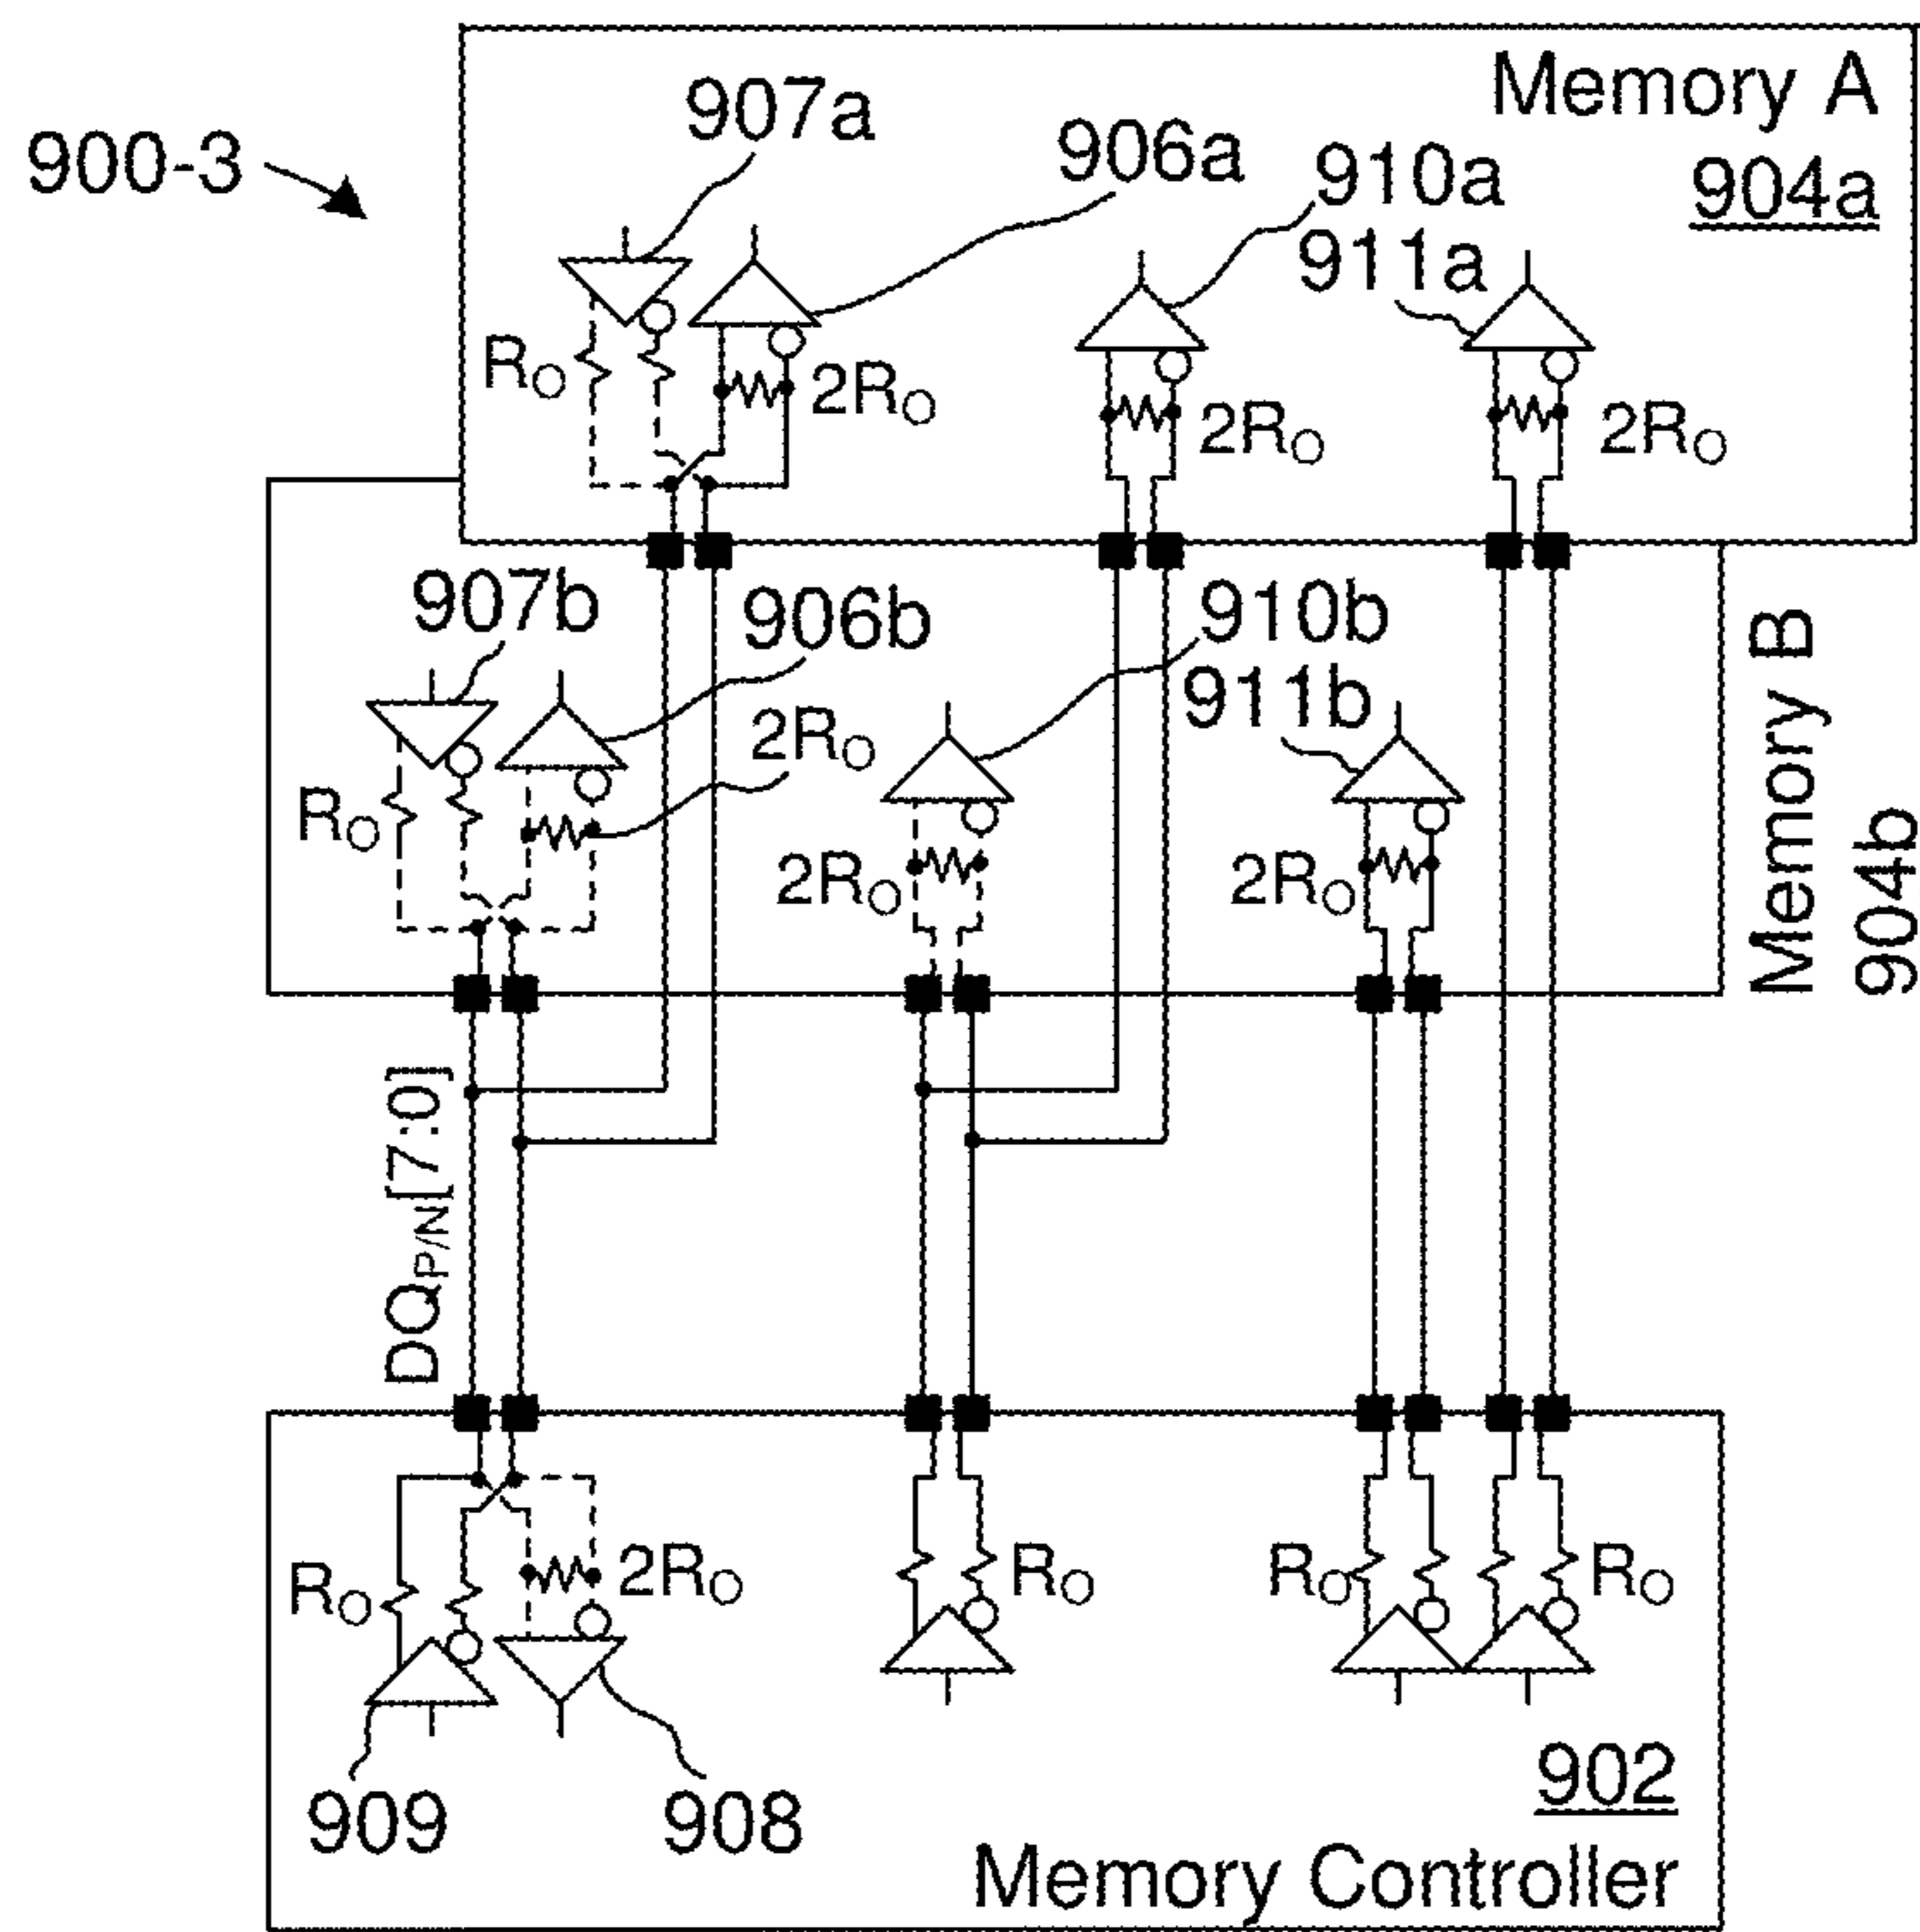 Memory A
904a
900-3
907a
906a
910a
911a
RO
2RO
2RO
2RO
907b
906b
910b
911b
2RO
RO
2RO
2RO
Memory B
904b
DQP/N[7:0]
RO
2RO
RO
RO
RO
909
908
902
Memory Controller